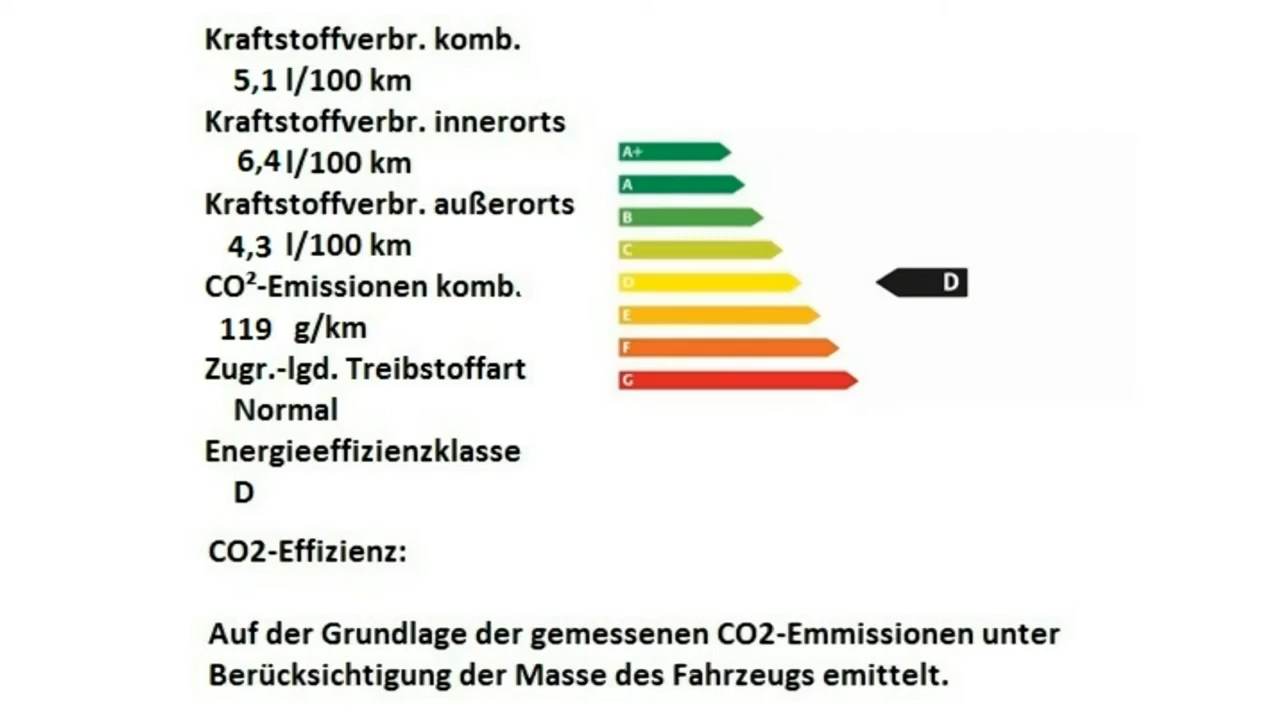 Kraftstoffverbr. komb.
5,1 l/100 km
Kraftstoffverbr. innerorts
6,4 l/100 km
Kraftstoffverbr. außerorts
4,3 l/100 km
CO²-Emissionen komb.
119 g/km
Zugr.-lgd. Treibstoffart
Normal
Energieeffizienzklasse
D
A+
A
B
C
D
D
E
F
G
CO2-Effizienz:
Auf der Grundlage der gemessenen CO2-Emmissionen unter
Berücksichtigung der Masse des Fahrzeugs emittelt.